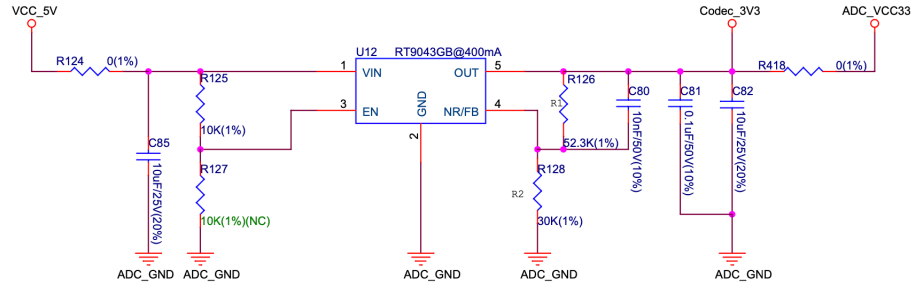 VCC_5V
Codec_3V3
ADC_VCC33
R124
0(1%)
U12
RT9043GB@400mA
R418
0(1%)
1
VIN
OUT
5
R125
R126
C80
C81
C82
3
EN
GND
NR/FB
4
R1
10nF/50V(10%)
0.1uF/50V(10%)
10uF/25V(20%)
10K(1%)
2
52.3K(1%)
C85
10uF/25V(20%)
R127
R128
R2
10K(1%)(NC)
30K(1%)
ADC_GND
ADC_GND
ADC_GND
ADC_GND
ADC_GND